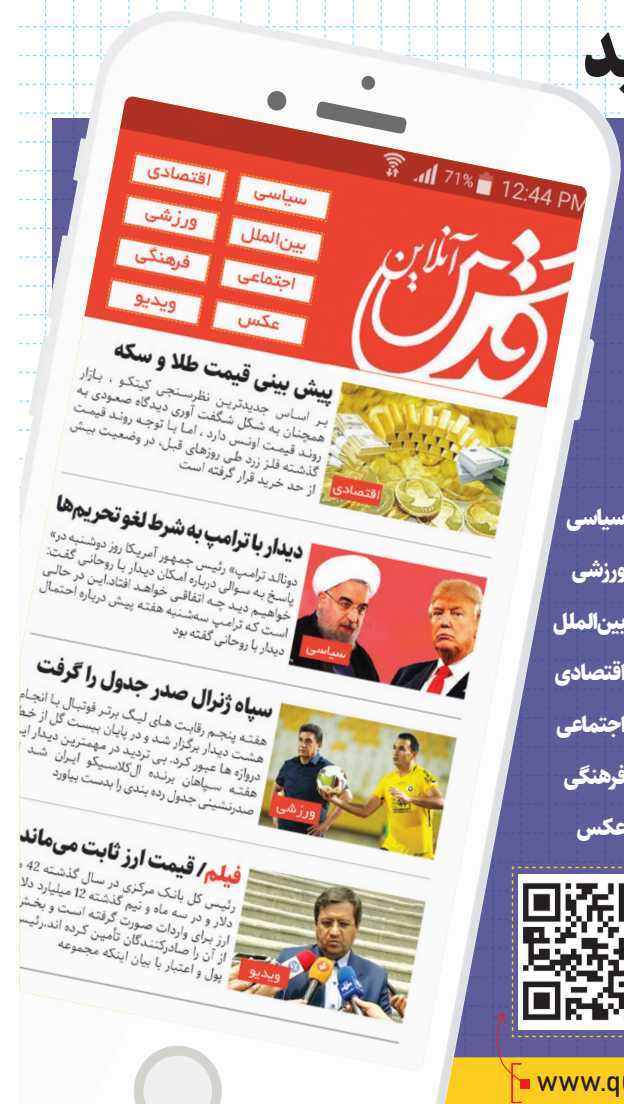 71% 12:44 PM
قدس آنلاین
سیاسی
اقتصادی
بین‌الملل
ورزشی
اجتماعی
فرهنگی
عکس
ویدیو
پیش بینی قیمت طلا و سکه
بر اساس جدیدترین نظرسنجی کیتکو ، بازار
همچنان به شکل شگفت آوری دیدگاه صعودی به
روند قیمت اونس دارد ، اما با توجه روند قیمت
گذشته فلز زرد طی روزهای قبل، در وضعیت بیش
از حد خرید قرار گرفته است
اقتصادی
دیدار با ترامپ به شرط لغو تحریم‌ها
دونالد ترامپ» رئیس جمهور آمریکا روز دوشنبه در»
پاسخ به سوالی درباره امکان دیدار با روحانی گفت:
خواهیم دید چه اتفاقی خواهد افتاد.این در حالی
است که ترامپ سه‌شنبه هفته پیش درباره احتمال
دیدار با روحانی گفته بود
سیاسی
سپاه ژنرال صدر جدول را گرفت
هفته پنجم رقابت های لیگ برتر فوتبال با انجام
هشت دیدار برگزار شد و در پایان بیست گل از خط
دروازه ها عبور کرد. بی تردید در مهمترین دیدار
هفته سپاهان برنده ال‌کلاسیکو ایران شد
صدرنشینی جدول رده بندی را بدست بیاورد
ورزشی
فیلم/ قیمت ارز ثابت می‌ماند
رئیس کل بانک مرکزی در سال گذشته 42
دلار و در سه ماه و نیم گذشته 12 میلیارد
ارز برای واردات صورت گرفته است و بخش
از آن را صادرکنندگان تأمین کرده اند.رئیس
پول و اعتبار با بیان اینکه مجموعه
ویدیو
سیاسی
ورزشی
بین‌الملل
اقتصادی
اجتماعی
فرهنگی
عکس